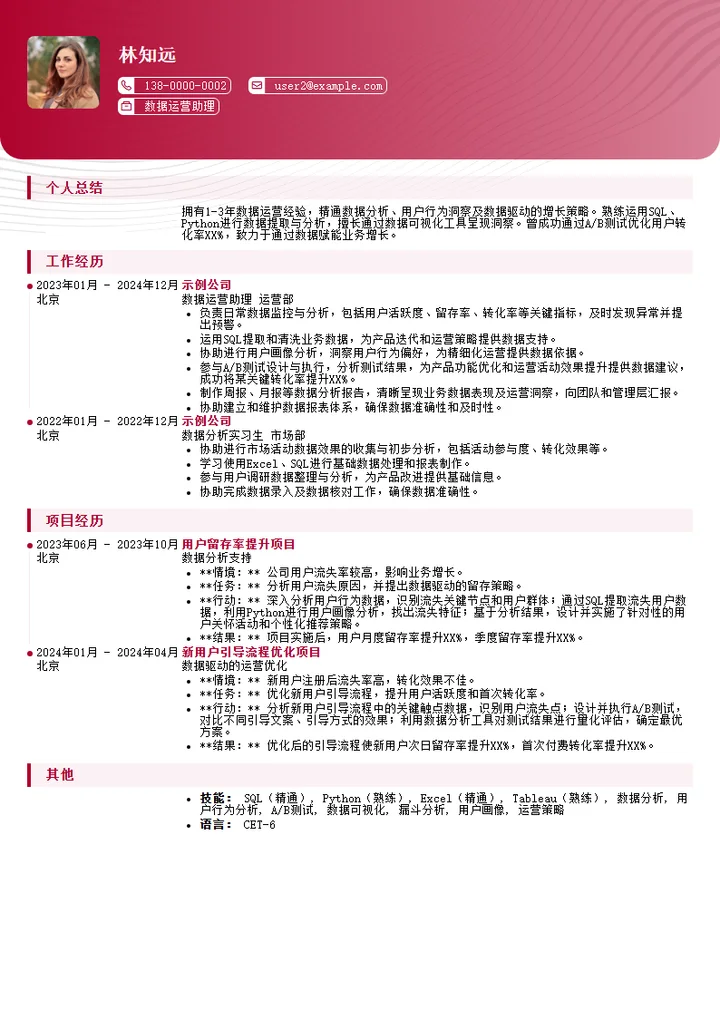 林知远
138-0000-0002
user2@example.com
数据运营助理
个人总结
拥有1-3年数据运营经验，精通数据分析、用户行为洞察及数据驱动的增长策略。熟练运用SQL、
Python进行数据提取与分析，擅长通过数据可视化工具呈现洞察。曾成功通过A/B测试优化用户转
化率XX%，致力于通过数据赋能业务增长。
工作经历
2023年01月 - 2024年12月 示例公司
北京 数据运营助理 运营部
• 负责日常数据监控与分析，包括用户活跃度、留存率、转化率等关键指标，及时发现异常并提
出预警。
• 运用SQL提取和清洗业务数据，为产品迭代和运营策略提供数据支持。
• 协助进行用户画像分析，洞察用户行为偏好，为精细化运营提供数据依据。
• 参与A/B测试设计与执行，分析测试结果，为产品功能优化和运营活动效果提升提供数据建议，
成功将某关键转化率提升XX%。
• 制作周报、月报等数据分析报告，清晰呈现业务数据表现及运营洞察，向团队和管理层汇报。
• 协助建立和维护数据报表体系，确保数据准确性和及时性。
2022年01月 - 2022年12月 示例公司
北京 数据分析实习生 市场部
• 协助进行市场活动数据效果的收集与初步分析，包括活动参与度、转化效果等。
• 学习使用Excel、SQL进行基础数据处理和报表制作。
• 参与用户调研数据整理与分析，为产品改进提供基础信息。
• 协助完成数据录入及数据核对工作，确保数据准确性。
项目经历
2023年06月 - 2023年10月 用户留存率提升项目
北京 数据分析支持
• **情境：** 公司用户流失率较高，影响业务增长。
• **任务：** 分析用户流失原因，并提出数据驱动的留存策略。
• **行动：** 深入分析用户行为数据，识别流失关键节点和用户群体；通过SQL提取流失用户数
据，利用Python进行用户画像分析，找出流失特征；基于分析结果，设计并实施了针对性的用
户关怀活动和个性化推荐策略。
• **结果：** 项目实施后，用户月度留存率提升XX%，季度留存率提升XX%。
2024年01月 - 2024年04月 新用户引导流程优化项目
北京 数据驱动的运营优化
• **情境：** 新用户注册后流失率高，转化效果不佳。
• **任务：** 优化新用户引导流程，提升用户活跃度和首次转化率。
• **行动：** 分析新用户引导流程中的关键触点数据，识别用户流失点；设计并执行A/B测试，
对比不同引导文案、引导方式的效果；利用数据分析工具对测试结果进行量化评估，确定最优
方案。
• **结果：** 优化后的引导流程使新用户次日留存率提升XX%，首次付费转化率提升XX%。
其他
• 技能： SQL（精通）, Python（熟练）, Excel（精通）, Tableau（熟练）, 数据分析, 用
户行为分析, A/B测试, 数据可视化, 漏斗分析, 用户画像, 运营策略
• 语言： CET-6